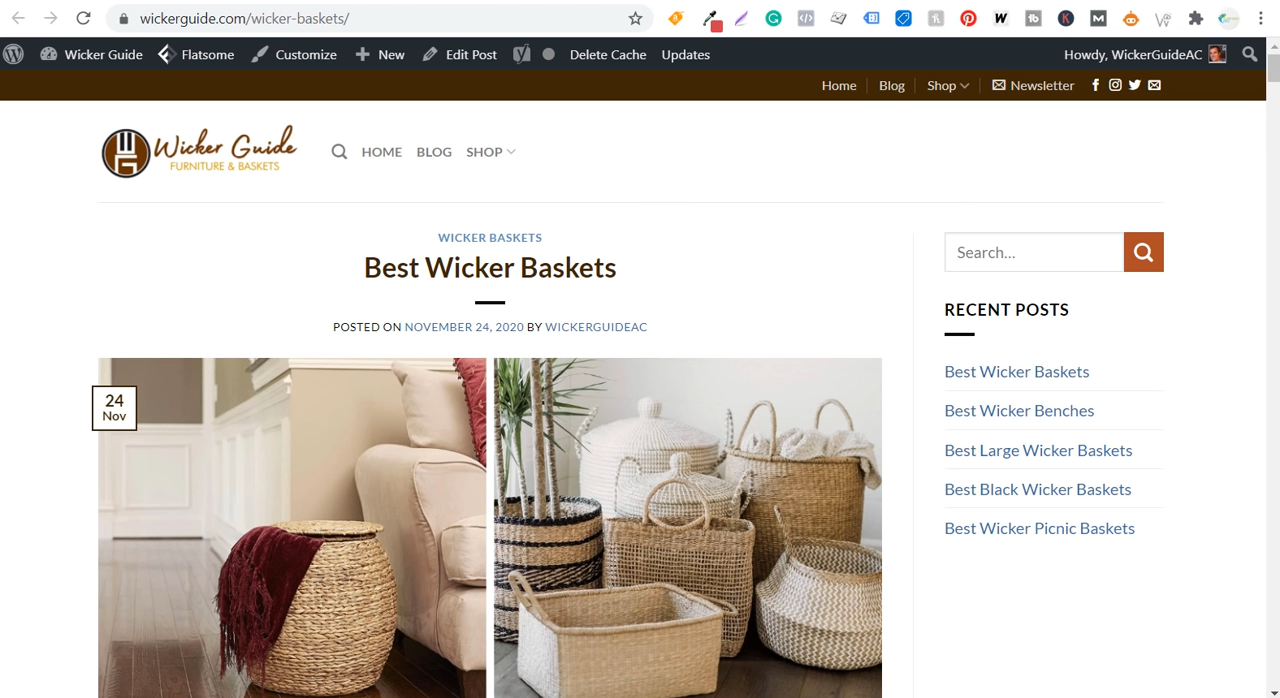 wickerguide.com/wicker-baskets/
Wicker Guide Flatsome Customize New Edit Post Delete Cache Updates Howdy, WickerGuideAC
Home Blog Shop Newsletter
Wicker Guide
FURNITURE & BASKETS
HOME BLOG SHOP
WICKER BASKETS
Best Wicker Baskets
POSTED ON NOVEMBER 24, 2020 BY WICKERGUIDEAC
24
Nov
Search...
RECENT POSTS
Best Wicker Baskets
Best Wicker Benches
Best Large Wicker Baskets
Best Black Wicker Baskets
Best Wicker Picnic Baskets